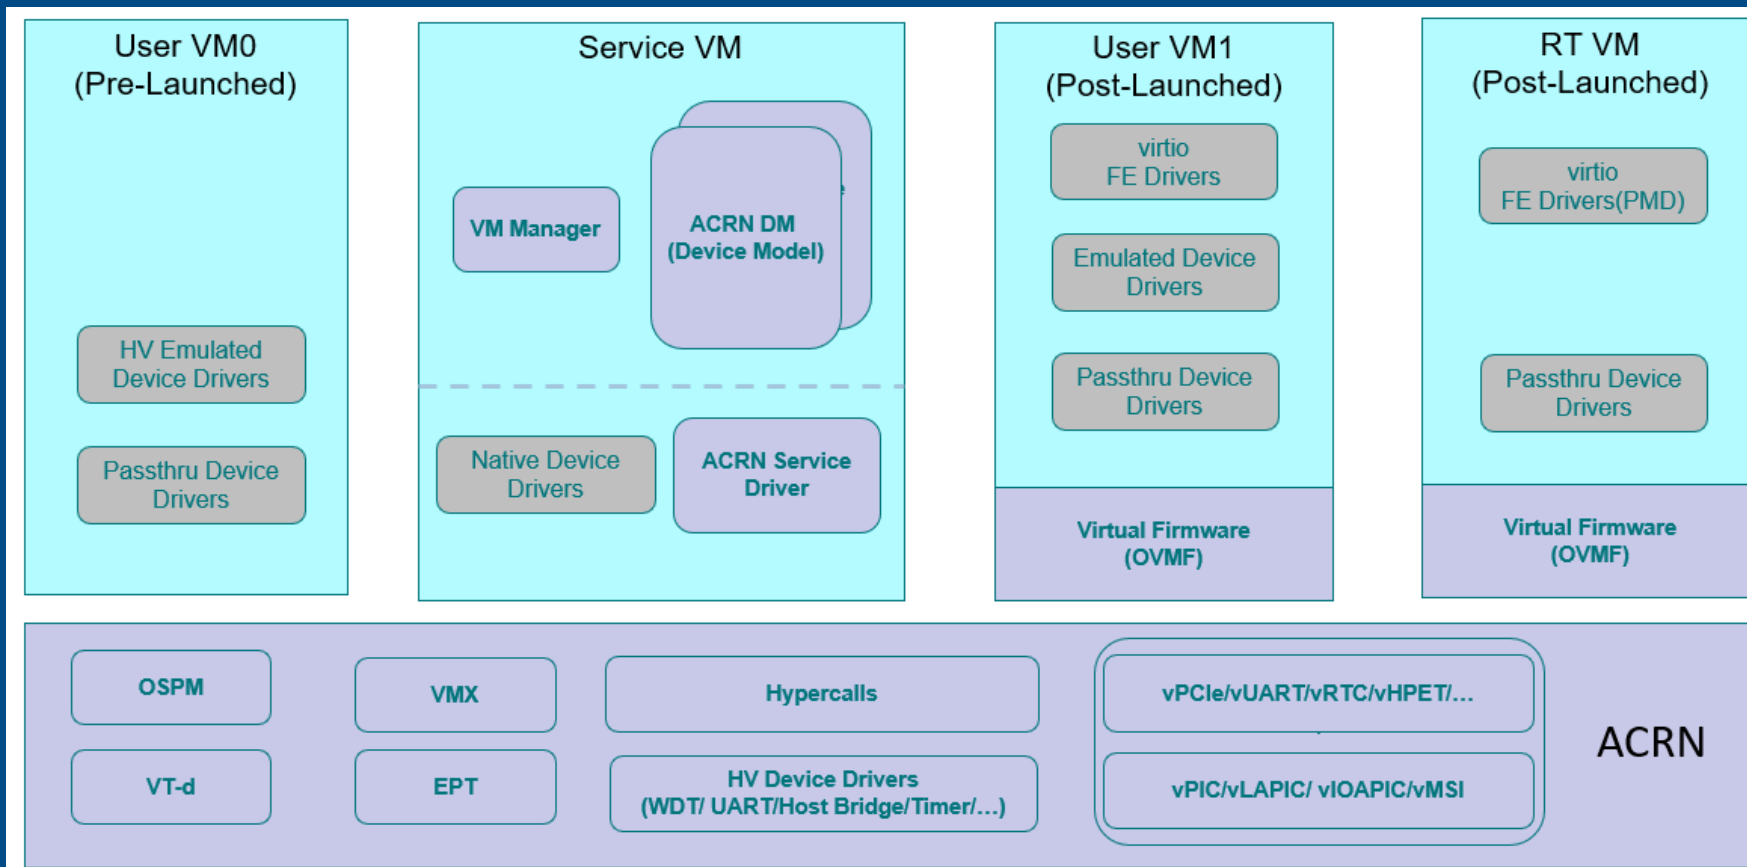 User VM0
(Pre-Launched)
HV Emulated
Device Drivers
Passthru Device
Drivers
Service VM
VM Manager
ACRN DM
(Device Model)
Native Device
Drivers
ACRN Service
Driver
User VM1
(Post-Launched)
virtio
FE Drivers
Emulated Device
Drivers
Passthru Device
Drivers
Virtual Firmware
(OVMF)
RT VM
(Post-Launched)
virtio
FE Drivers(PMD)
Passthru Device
Drivers
Virtual Firmware
(OVMF)
OSPM
VMX
Hypercalls
vPCIe/vUART/vRTC/vHPET/...
VT-d
EPT
HV Device Drivers
(WDT/ UART/Host Bridge/Timer/...)
vPIC/vLAPIC/ vIOAPIC/vMSI
ACRN